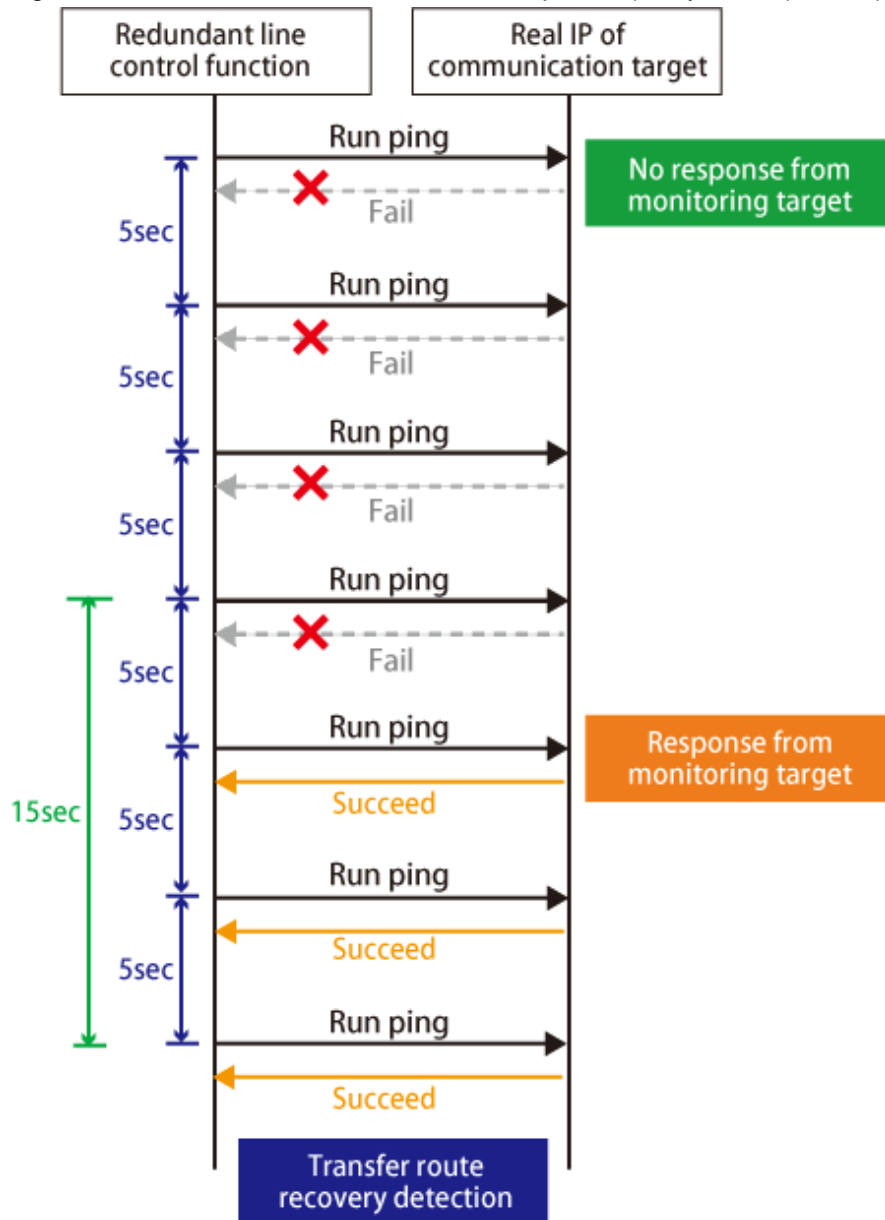 Redundant line
control function
Real IP of
communication target
Run ping
No response from
monitoring target
Fail
5sec
Run ping
Fail
5sec
Run ping
Fail
5sec
Run ping
Fail
5sec
Run ping
Response from
monitoring target
Succeed
15sec
5sec
Run ping
Succeed
5sec
Run ping
Succeed
Transfer route
recovery detection